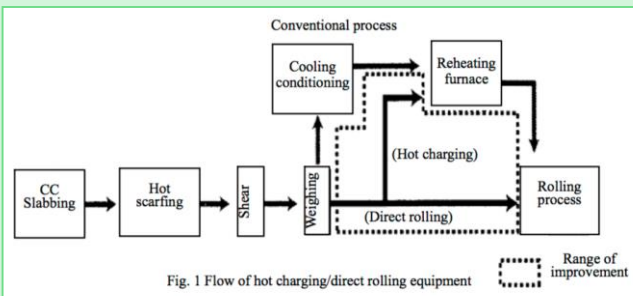 Conventional process
Cooling
conditioning
Reheating
furnace
(Hot charging)
CC
Slabbing
Hot
scarfing
Shear
Weighing
(Direct rolling)
Rolling
process
Fig. 1 Flow of hot charging/direct rolling equipment
Range of
improvement